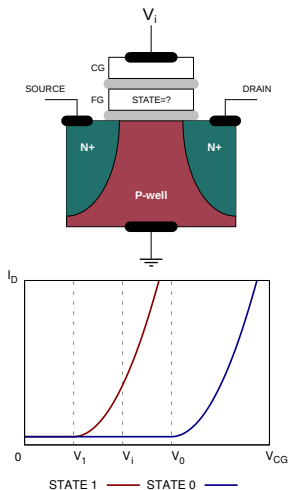 Vi
CG
SOURCE
FG
STATE=?
DRAIN
N+
N+
P-well
ID
0
V1
Vi
V0
VCG
STATE 1
STATE 0